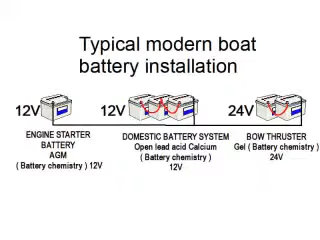 Typical modern boat
battery installation
12V
12V
24V
ENGINE STARTER
BATTERY
AGM
( Battery chemistry ) 12V
DOMESTIC BATTERY SYSTEM
Open lead acid Calcium
( Battery chemistry )
12V
BOW THRUSTER
Gel ( Battery chemistry )
24V